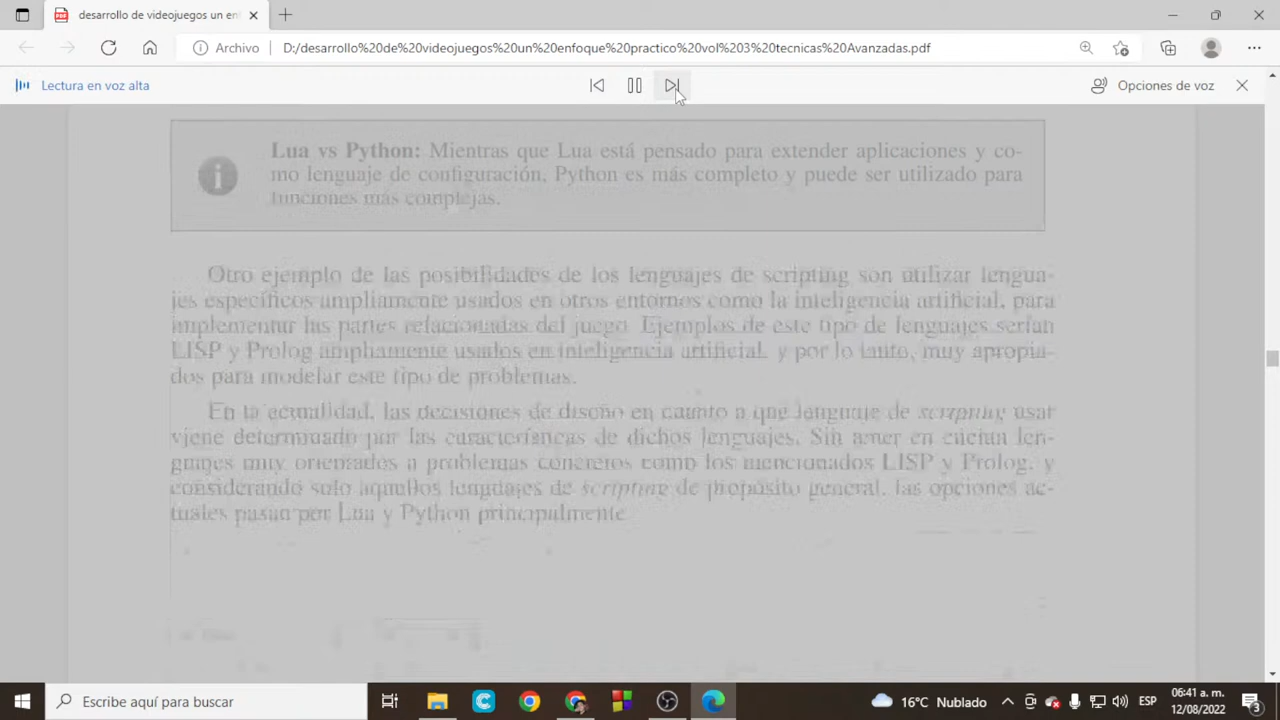 desarrollo de videojuegos un en
Archivo
D:/desarrollo%20de%20videojuegos%20un%20enfoque%20practico%20vol%203%20tecnicas%20Avanzadas.pdf
Lectura en voz alta
Opciones de voz
Lua vs Python: Mientras que Lua está pensado para extender aplicaciones y co-
mo lenguaje de configuración, Python es más completo y puede ser utilizado para
funciones más complejas.
Otro ejemplo de las posibilidades de los lenguajes de scripting son utilizar lengua-
jes específicos ampliamente usados en otros entornos como la inteligencia artificial, para
implementar las partes relacionadas del juego. Ejemplos de este tipo de lenguajes serían
LISP y Prolog ampliamente usados en inteligencia artificial, y por lo tanto, muy apropia-
dos para modelar este tipo de problemas.
En la actualidad, las decisiones de diseño en cuanto a que lenguaje de scripting usar
viene determinado por las características de dichos lenguajes. Sin entrar en lengu-
guajes muy orientados a problemas concretos como los mencionados LISP y Prolog, y
considerando solo aquellos lenguajes de scripting de propósito general, las opciones ac-
tuales pasan por Lua y Python principalmente
Escribe aquí para buscar
16°C Nublado
ESP
06:41 a. m.
12/08/2022
3